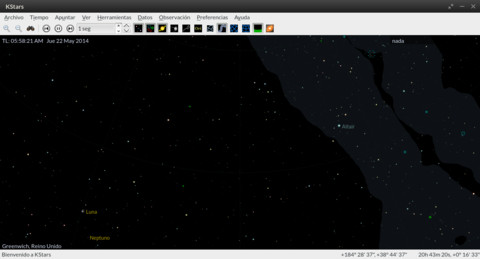 KStars
Archivo Tiempo Apuntar Ver Herramientas Datos Observación Preferencias Ayuda
1 seg
TL: 05:58:21 AM Jue 22 May 2014
nada
Altair
Luna
Neptuno
Greenwich, Reino Unido
Bienvenido a KStars
+184° 28' 37", +38° 44' 37"
20h 43m 20s, +0° 16' 33"